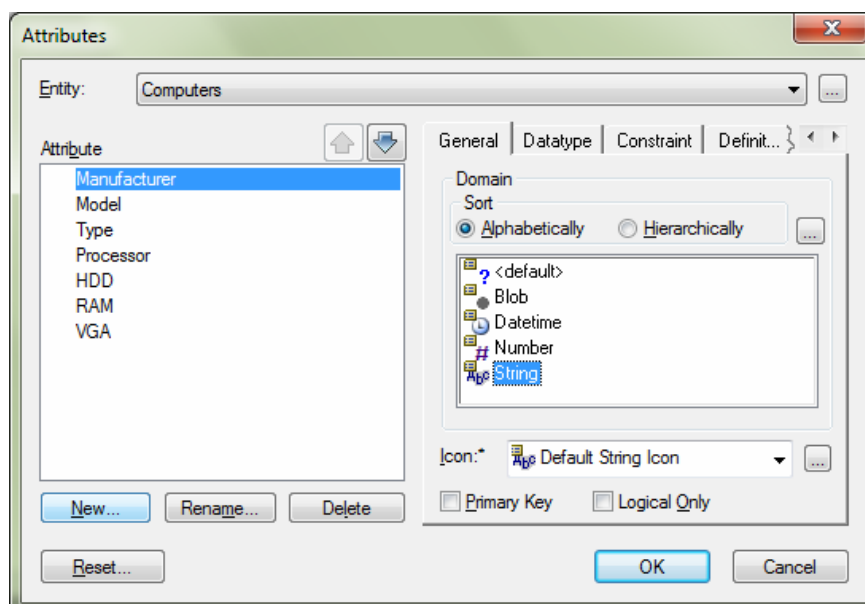 Attributes
Entity: Computers ...
Attribute
Manufacturer
Model
Type
Processor
HDD
RAM
VGA
New... Rename... Delete
General Datatype Constraint Definit...
Domain
Sort
Alphabetically Hierarchically ...
? <default>
Blob
Datetime
# Number
Abc String
Icon:* Abc Default String Icon ...
Primary Key Logical Only
Reset... OK Cancel